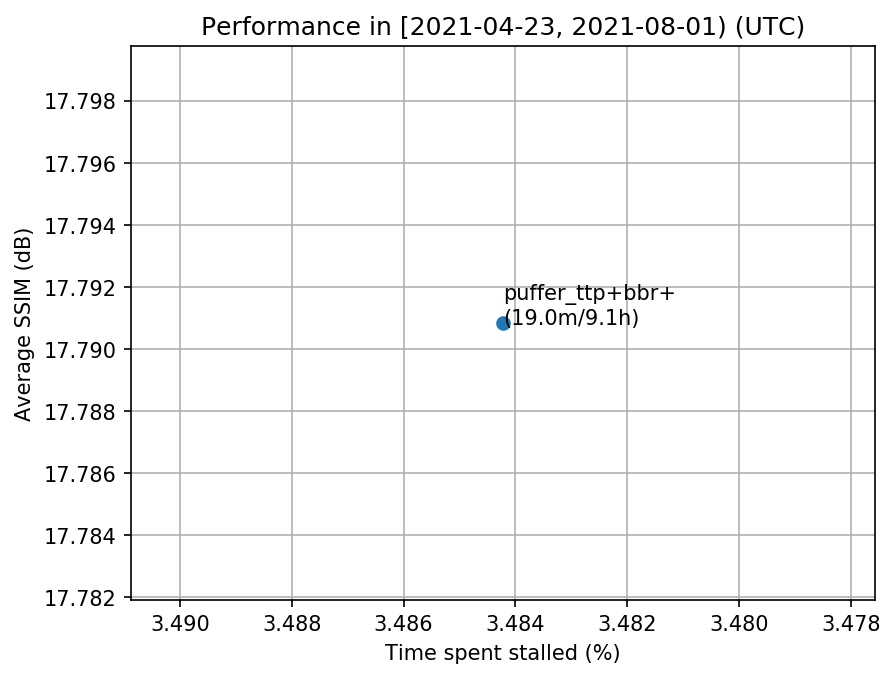 Performance in [2021-04-23, 2021-08-01) (UTC)
17.798
17.796
17.794
17.792
17.790
17.788
17.786
17.784
17.782
Average SSIM (dB)
puffer_ttp+bbr+
(19.0m/9.1h)
3.490 3.488 3.486 3.484 3.482 3.480 3.478
Time spent stalled (%)